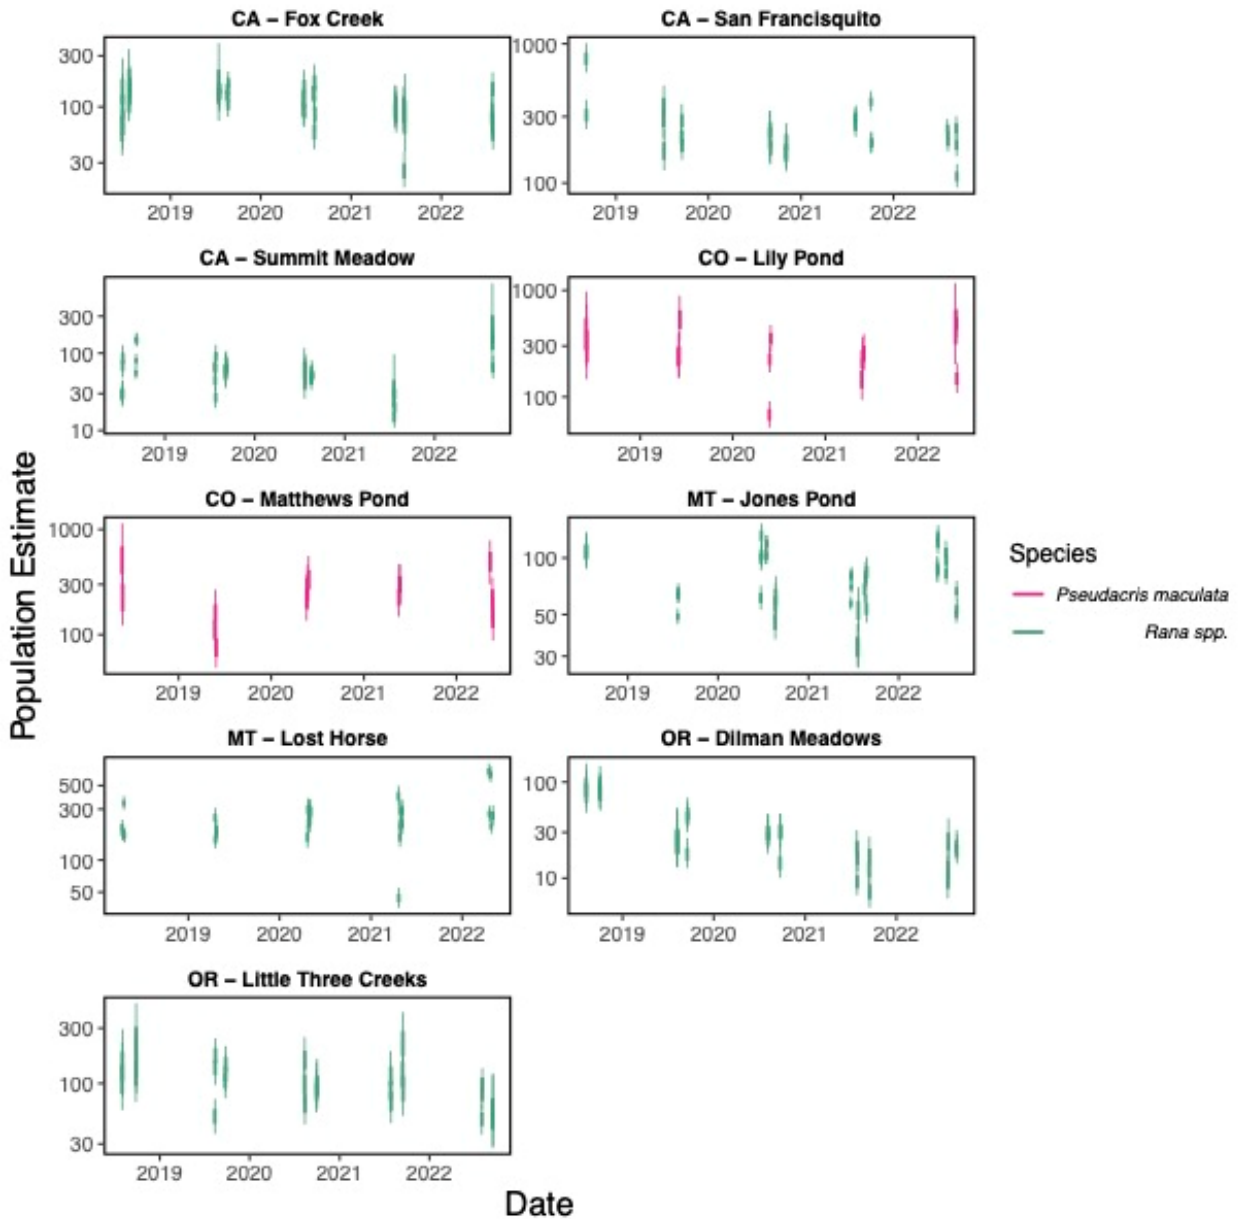 CA – Fox Creek
300
100
30
2019 2020 2021 2022
CA – San Francisquito
1000
300
100
2019 2020 2021 2022
CA – Summit Meadow
300
100
30
10
2019 2020 2021 2022
CO – Lily Pond
1000
300
100
2019 2020 2021 2022
CO – Matthews Pond
1000
300
100
2019 2020 2021 2022
MT – Jones Pond
100
50
30
2019 2020 2021 2022
MT – Lost Horse
500
300
100
50
2019 2020 2021 2022
OR – Dilman Meadows
100
30
10
2019 2020 2021 2022
OR – Little Three Creeks
300
100
30
2019 2020 2021 2022
Population Estimate
Date
Species
Pseudacris maculata
Rana spp.